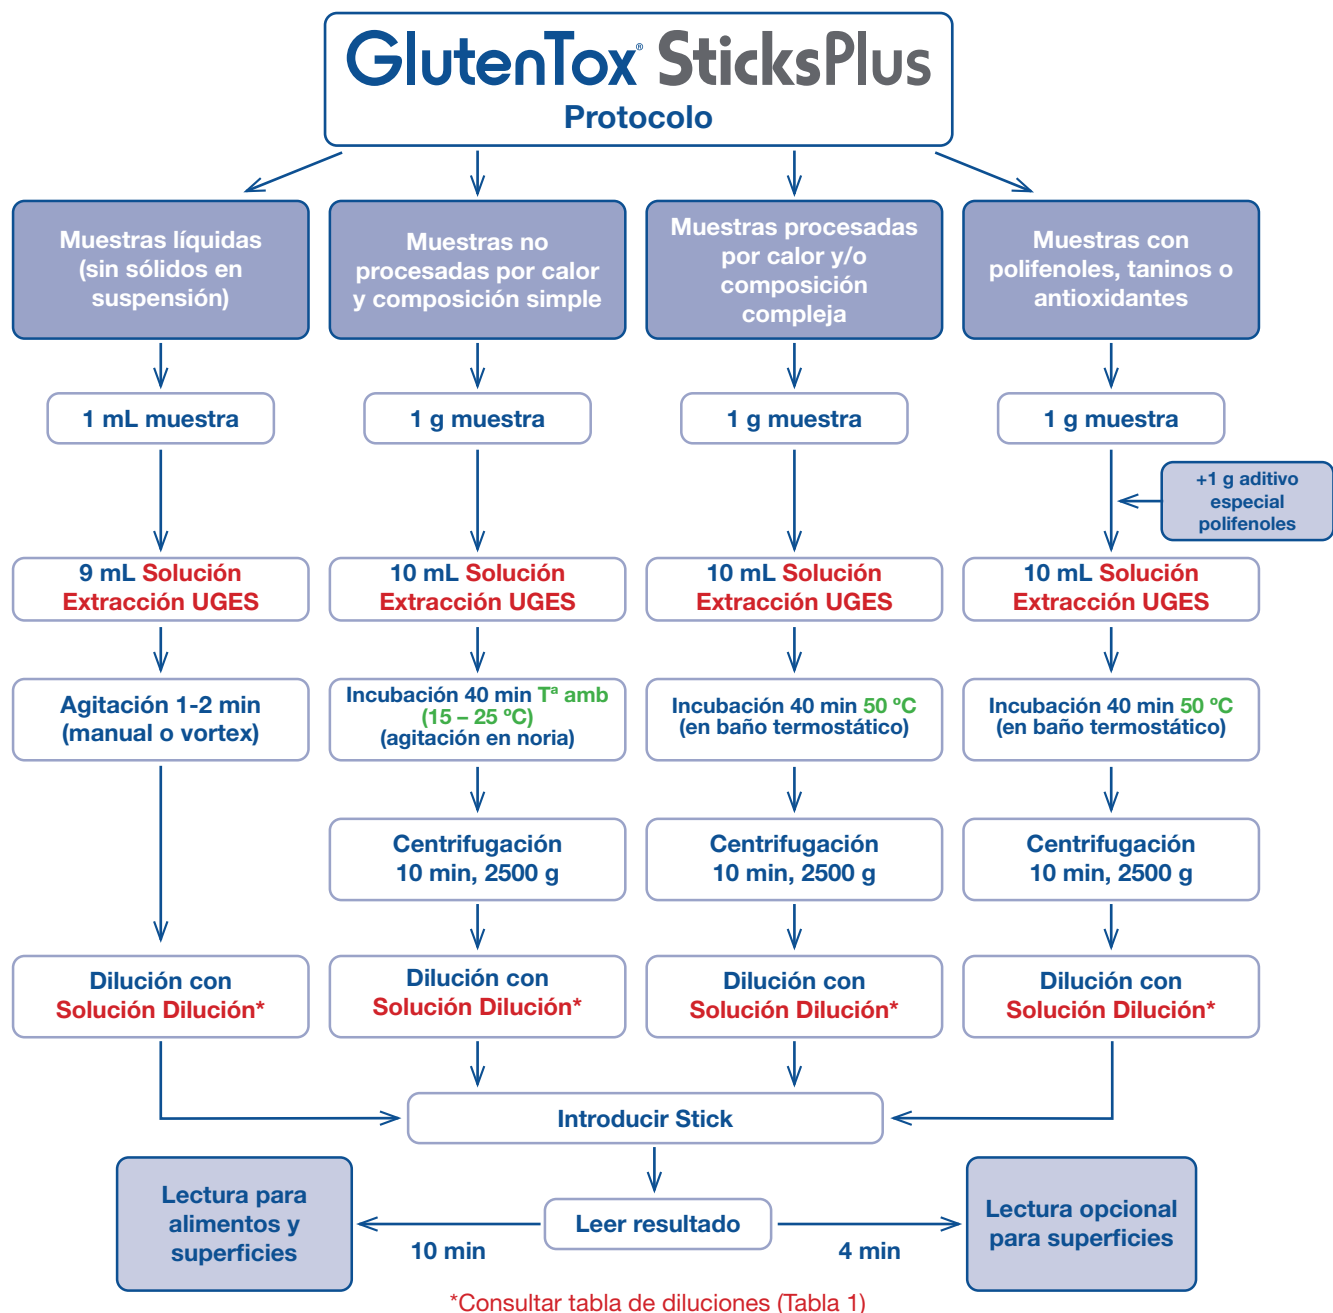 GlutenTox® SticksPlus
Protocolo
Muestras líquidas
(sin sólidos en
suspensión)
Muestras no
procesadas por calor
y composición simple
Muestras procesadas
por calor y/o
composición
compleja
Muestras con
polifenoles, taninos o
antioxidantes
1 mL muestra
1 g muestra
1 g muestra
1 g muestra
+1 g aditivo
especial
polifenoles
9 mL Solución
Extracción UGES
10 mL Solución
Extracción UGES
10 mL Solución
Extracción UGES
10 mL Solución
Extracción UGES
Agitación 1-2 min
(manual o vortex)
Incubación 40 min Tª amb
(15 – 25 ºC)
(agitación en noria)
Incubación 40 min 50 ºC
(en baño termostático)
Incubación 40 min 50 ºC
(en baño termostático)
Centrifugación
10 min, 2500 g
Centrifugación
10 min, 2500 g
Centrifugación
10 min, 2500 g
Dilución con
Solución Dilución*
Dilución con
Solución Dilución*
Dilución con
Solución Dilución*
Dilución con
Solución Dilución*
Introducir Stick
Lectura para
alimentos y
superficies
10 min
Leer resultado
4 min
Lectura opcional
para superficies
*Consultar tabla de diluciones (Tabla 1)